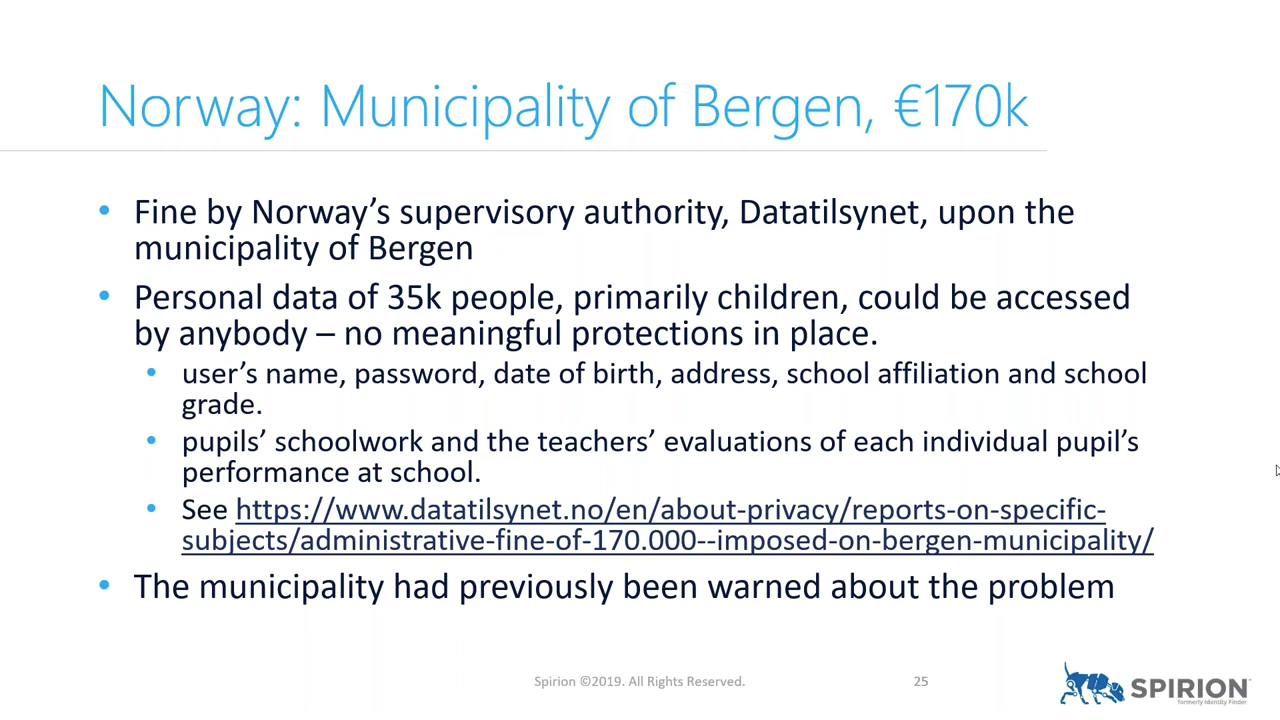 Norway: Municipality of Bergen, €170k
• Fine by Norway’s supervisory authority, Datatilsynet, upon the
municipality of Bergen
• Personal data of 35k people, primarily children, could be accessed
by anybody – no meaningful protections in place.
• user’s name, password, date of birth, address, school affiliation and school
grade.
• pupils’ schoolwork and the teachers’ evaluations of each individual pupil’s
performance at school.
• See https://www.datatilsynet.no/en/about-privacy/reports-on-specific-
subjects/administrative-fine-of-170.000--imposed-on-bergen-municipality/
• The municipality had previously been warned about the problem
Spirion ©2019. All Rights Reserved.
25
SPIRION
formerly Identity Finder